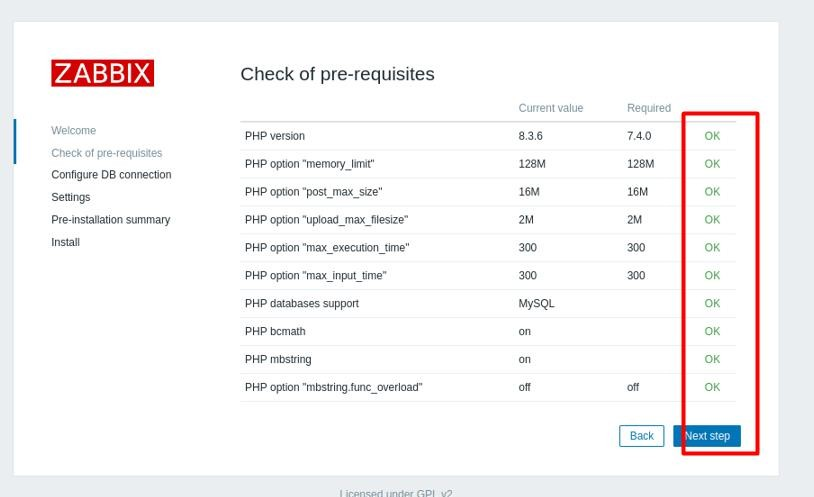 ZABBIX
Welcome
Check of pre-requisites
Configure DB connection
Settings
Pre-installation summary
Install
Check of pre-requisites
Current value Required
PHP version 8.3.6 7.4.0 OK
PHP option "memory_limit" 128M 128M OK
PHP option "post_max_size" 16M 16M OK
PHP option "upload_max_filesize" 2M 2M OK
PHP option "max_execution_time" 300 300 OK
PHP option "max_input_time" 300 300 OK
PHP databases support MySQL OK
PHP bcmath on OK
PHP mbstring on OK
PHP option "mbstring.func_overload" off off OK
Back Next step
Licensed under GPL v2